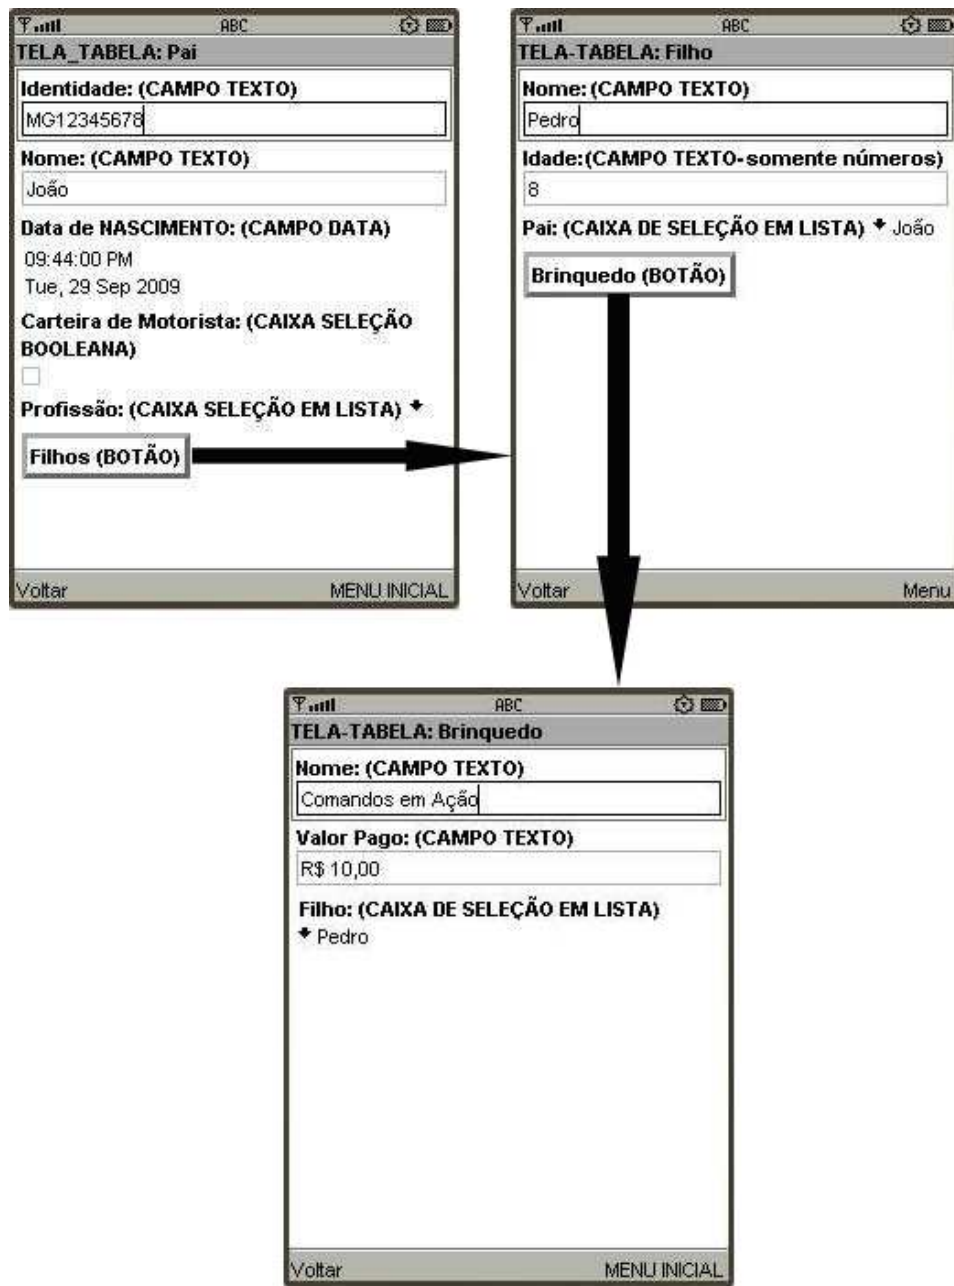 ABC
TELA_TABELA: Pai
Identidade: (CAMPO TEXTO)
MG12345678
Nome: (CAMPO TEXTO)
João
Data de NASCIMENTO: (CAMPO DATA)
09:44:00 PM
Tue, 29 Sep 2009
Carteira de Motorista: (CAIXA SELEÇÃO
BOOLEANA)
Profissão: (CAIXA SELEÇÃO EM LISTA)
Filhos (BOTÃO)
Voltar
MENU INICIAL
ABC
TELA-TABELA: Filho
Nome: (CAMPO TEXTO)
Pedro
Idade:(CAMPO TEXTO-somente números)
8
Pai: (CAIXA DE SELEÇÃO EM LISTA) João
Brinquedo (BOTÃO)
Voltar
Menu
ABC
TELA-TABELA: Brinquedo
Nome: (CAMPO TEXTO)
Comandos em Ação
Valor Pago: (CAMPO TEXTO)
R$ 10,00
Filho: (CAIXA DE SELEÇÃO EM LISTA)
Pedro
Voltar
MENU INICIAL